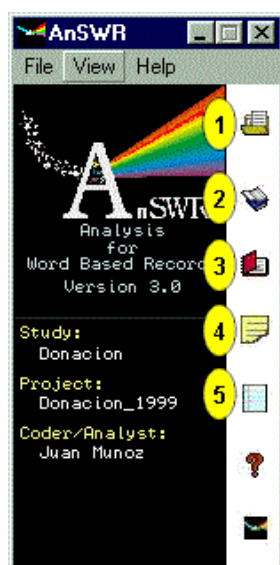 AnSWR
File View Help
AnSWR
Analysis
for
Word Based Record
Version 3.0
Study:
Donacion
Project:
Donacion_1999
Coder/Analyst:
Juan Munoz
1
2
3
4
5